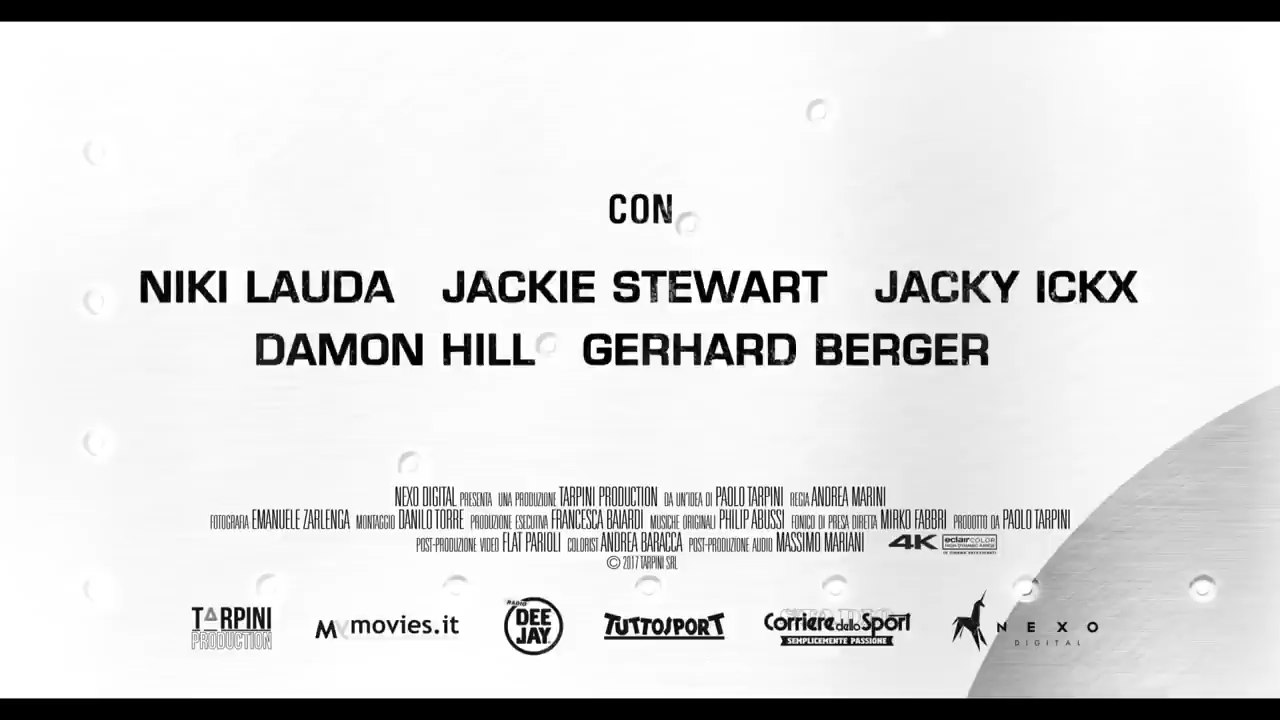 CON
NIKI LAUDA JACKIE STEWART JACKY ICKX
DAMON HILL GERHARD BERGER
NEXO DIGITAL PRESENTA UNA PRODUZIONE TARPINI PRODUCTION DA UN'IDEA DI PAOLO TARPINI REGIA ANDREA MARINI
FOTOGRAFIA EMANUELE ZARLENGA MONTAGGIO DANILO TORRE PRODUZIONE ESECUTIVA FRANCESCA BAIARDI MUSICHE ORIGINALI PHILIP ABUSSI FONICO DI PRESA DIRETTA MIRKO FABBRI PRODOTTO DA PAOLO TARPINI
POST-PRODUZIONE VIDEO FLAT PARIOLI COLORIST ANDREA BARACCA POST-PRODUZIONE AUDIO MASSIMO MARIANI 4K eclairCOLOR
© 2017 TARPINI SRL
TARPINI PRODUCTION
MYmovies.it
RADIO DEE JAY
TUTTOSPORT
STADIO Corriere dello Sport SEMPLICEMENTE PASSIONE
NEXO DIGITAL